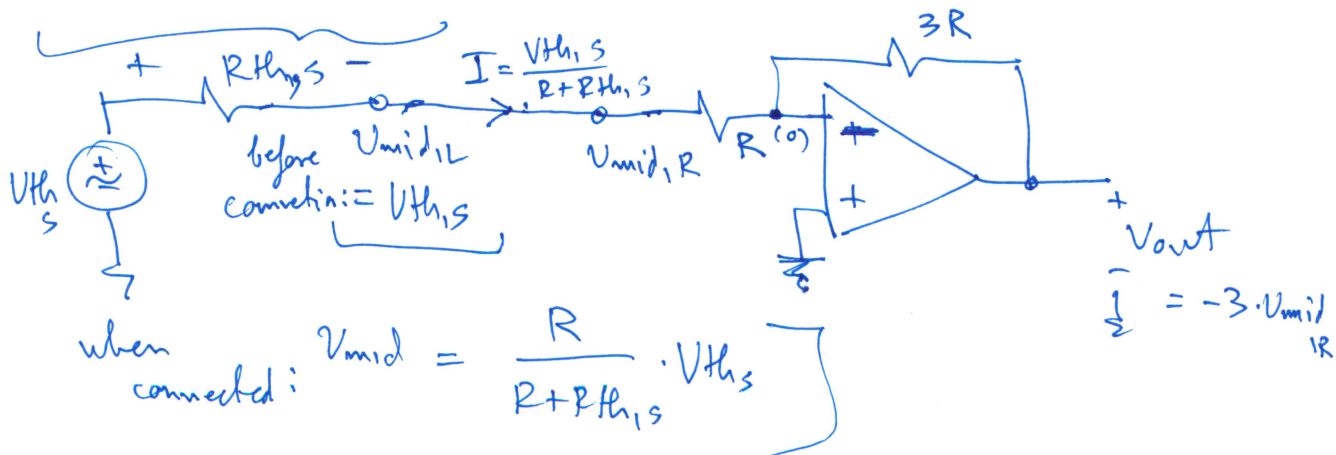 3R
+ Rth,s -
I = Vth,s / R+Rth,s
Vth s
+
before
connection: = Vth,s
Vmid,L
Vmid,R
R (0)
+
+ Vout -
= -3·Vmid,R
when
connected: Vmid = R / R+Rth,s · Vth s